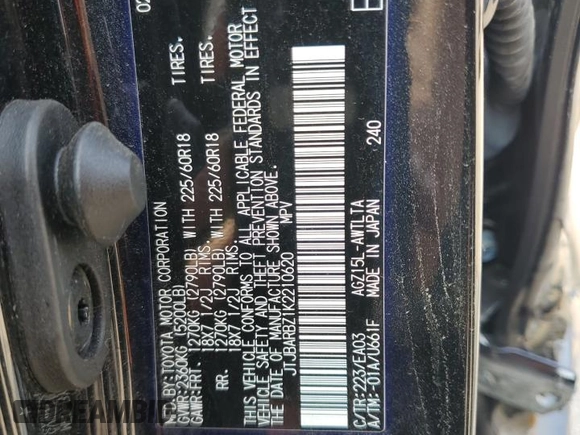 MFD BY:TOYOTA MOTOR CORPORATION
GVWR:2360KG (5200LB)
GAWR:FRT. 1270KG (2790LB) WITH 225/60R18 TIRES.
18X7 1/2J RIMS.
RR. 1270KG (2790LB) WITH 225/60R18 TIRES.
18X7 1/2J RIMS.
THIS VEHICLE CONFORMS TO ALL APPLICABLE FEDERAL MOTOR
VEHICLE SAFETY AND THEFT PREVENTION STANDARDS IN EFFECT
ON THE DATE OF MANUFACTURE SHOWN ABOVE.
JTJBARBZ1K2210620 MPV
C/TR:223/EA03 AGZ15L-AWTLTA
A/TM:-01A/U661F MADE IN JAPAN 240
DREAMBID